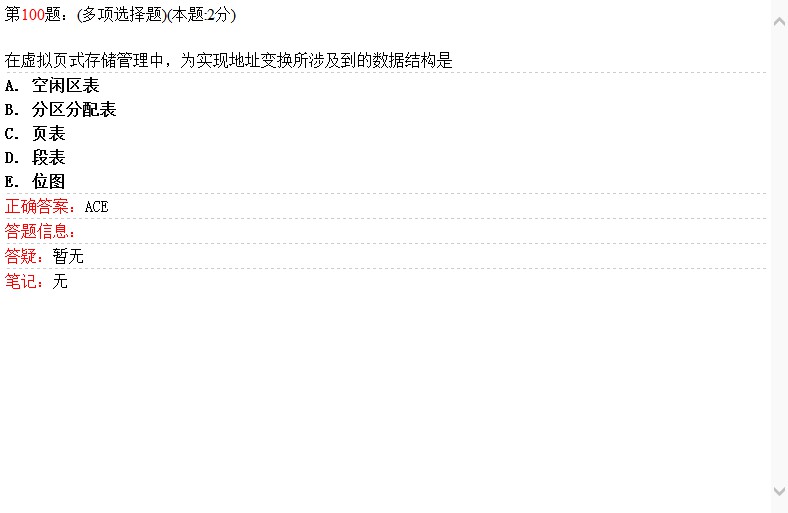 第100题：(多项选择题)(本题:2分)
在虚拟页式存储管理中，为实现地址变换所涉及到的数据结构是
A. 空闲区表
B. 分区分配表
C. 页表
D. 段表
E. 位图
正确答案：ACE
答题信息：
答疑：暂无
笔记：无